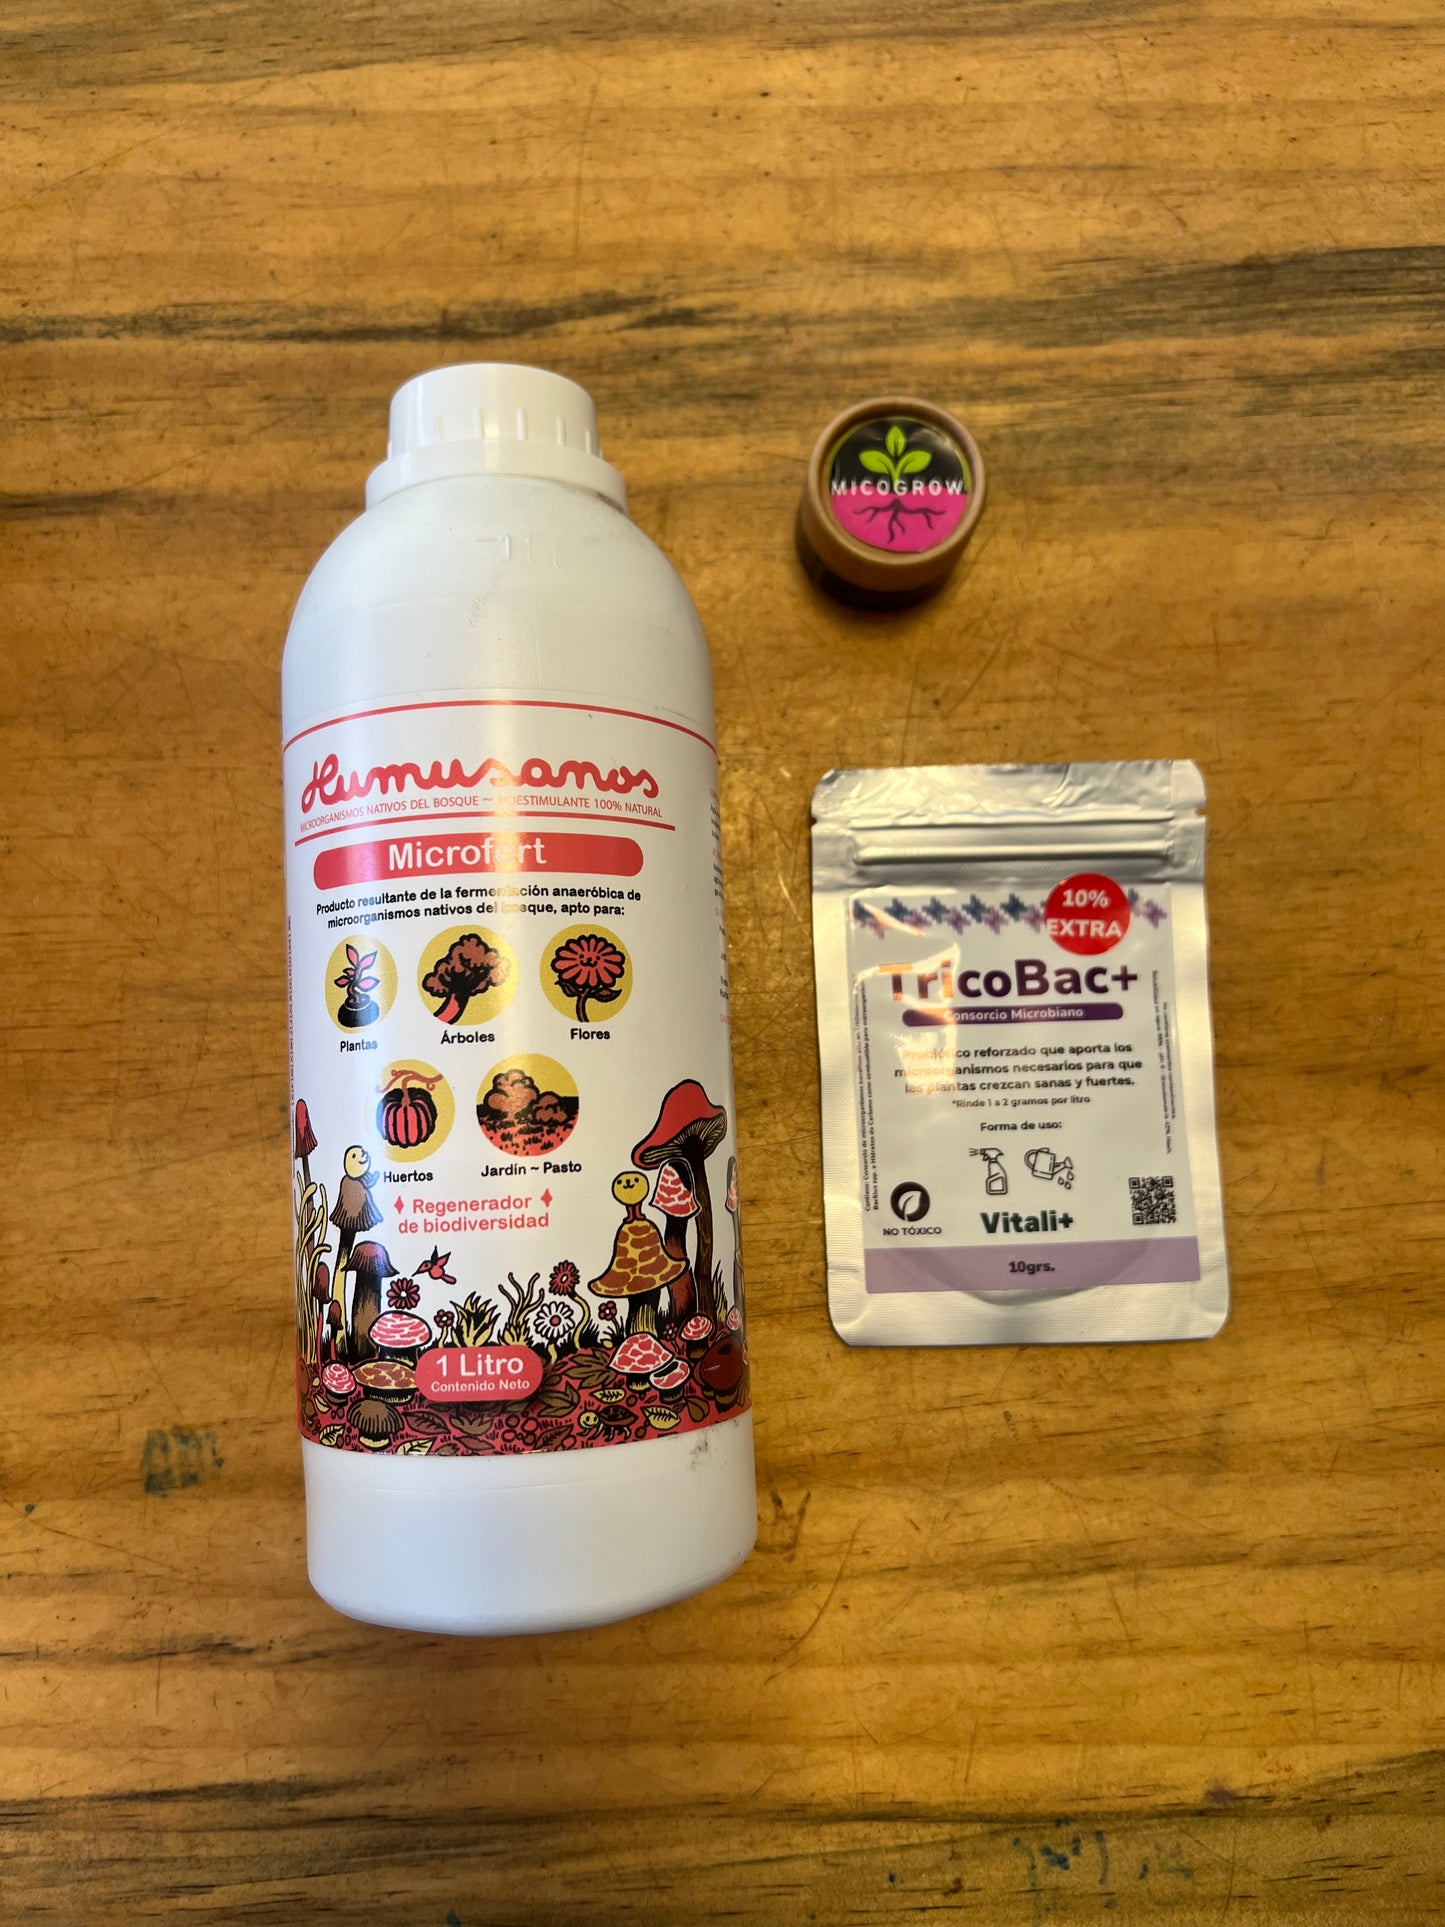 Humusanos
MICROORGANISMOS NATIVOS DEL BOSQUE ~ BIOESTIMULANTE 100% NATURAL
Microfert
Producto resultante de la fermentación anaeróbica de
microorganismos nativos del bosque, apto para:
Plantas
Árboles
Flores
Huertos
Jardín ~ Pasto
Regenerador
de biodiversidad
1 Litro
Contenido Neto
MICOGROW
10%
EXTRA
TricoBac+
Consorcio Microbiano
Probiótico reforzado que aporta los
microorganismos necesarios para que
las plantas crezcan sanas y fuertes.
*Rinde 1 a 2 gramos por litro
Forma de uso:
NO TÓXICO
Vitali+
10grs.